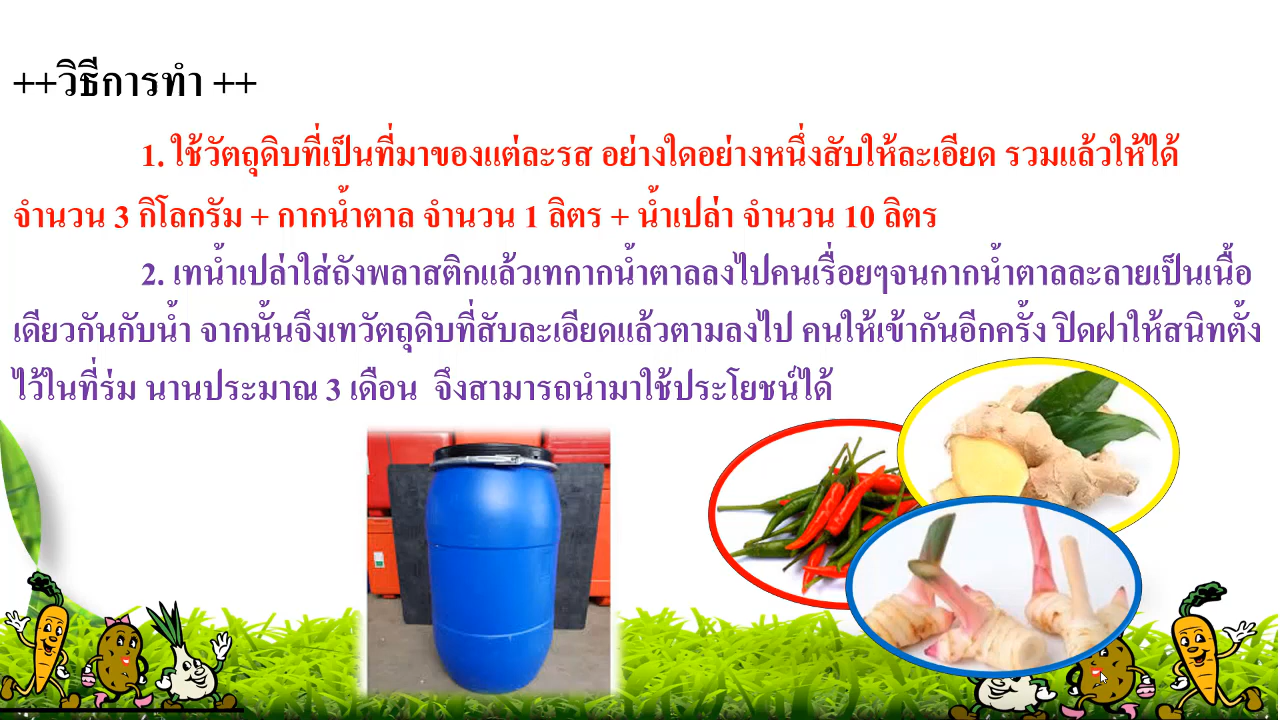 ++วิธีการทำ ++
1. ใช้วัตถุดิบที่เป็นที่มาของแต่ละรส อย่างใดอย่างหนึ่งสับให้ละเอียด รวมแล้วให้ได้
จำนวน 3 กิโลกรัม + กากน้ำตาล จำนวน 1 ลิตร + น้ำเปล่า จำนวน 10 ลิตร
2. เทน้ำเปล่าใส่ถังพลาสติกแล้วเทกากน้ำตาลลงไปคนเรื่อยๆจนกากน้ำตาลละลายเป็นเนื้อ
เดียวกันกับน้ำ จากนั้นจึงเทวัตถุดิบที่สับละเอียดแล้วตามลงไป คนให้เข้ากันอีกครั้ง ปิดฝาให้สนิทตั้ง
ไว้ในที่ร่ม นานประมาณ 3 เดือน จึงสามารถนำมาใช้ประโยชน์ได้